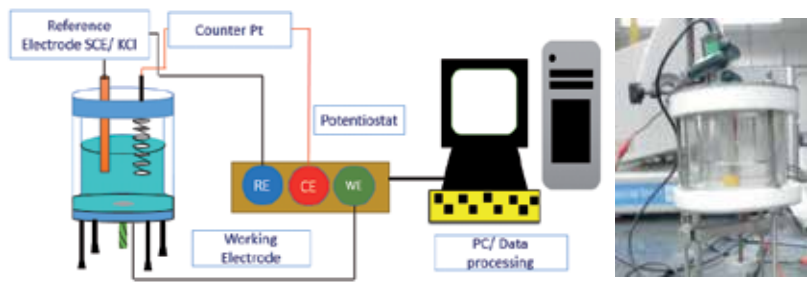 Reference
Electrode SCE/ KCl
Counter Pt
Potentiostat
RE
CE
WE
Working
Electrode
PC/ Data
processing